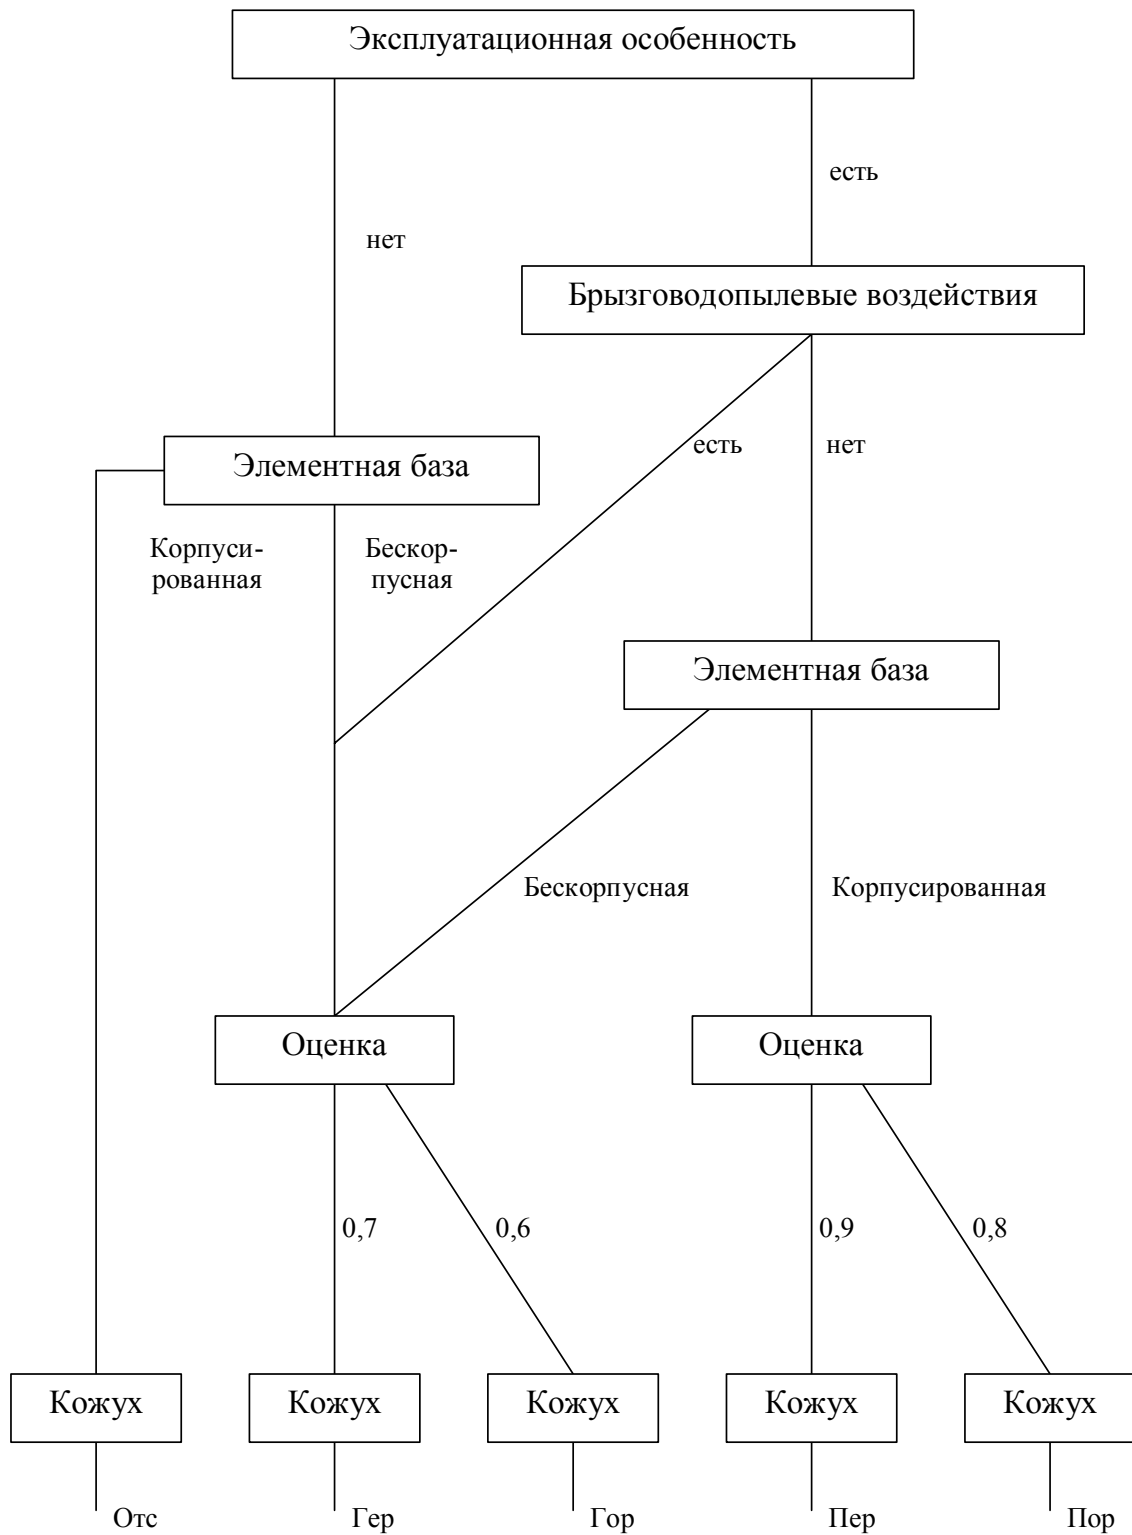 Эксплуатационная особенность
есть
нет
Брызговодопылевые воздействия
есть
нет
Элементная база
Корпуси-
рованная
Бескор-
пусная
Элементная база
Бескорпусная
Корпусированная
Оценка
Оценка
0,7
0,6
0,9
0,8
Кожух
Кожух
Кожух
Кожух
Кожух
Отс
Гер
Гор
Пер
Пор